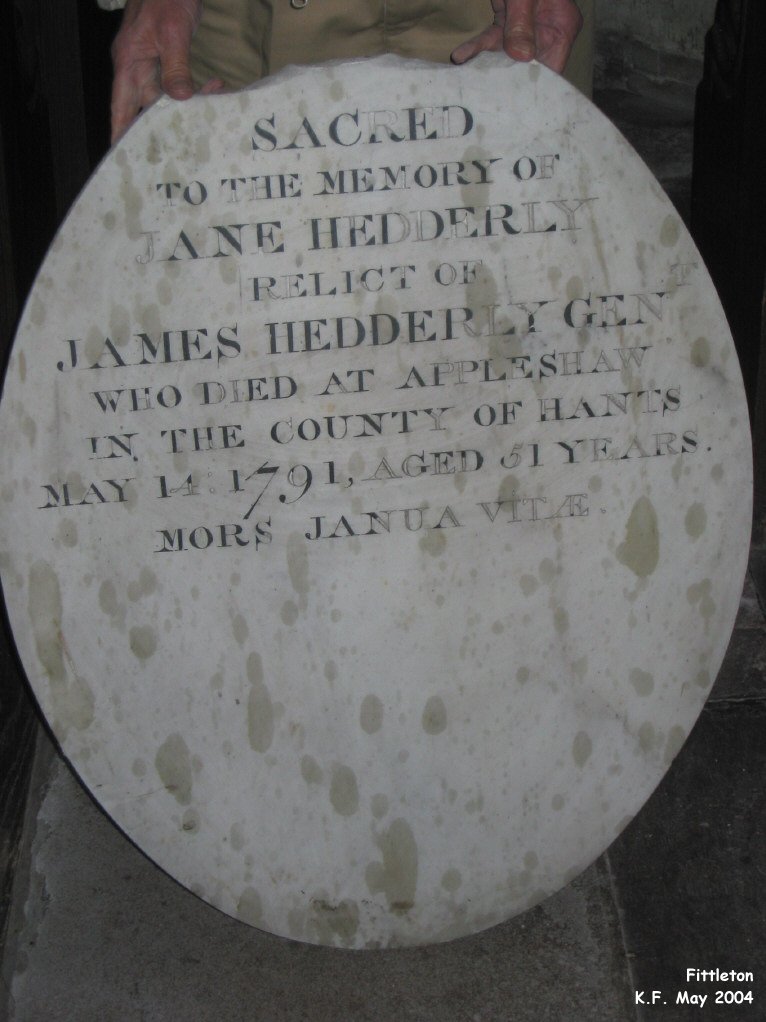 SACRED
TO THE MEMORY OF
JANE HEDDERLY
RELICT OF
JAMES HEDDERLY GENT
WHO DIED AT APPLESHAW
IN THE COUNTY OF HANTS
MAY 14: 1791, AGED 51 YEARS.
MORS JANUA VITÆ.
Fittleton
K.F. May 2004